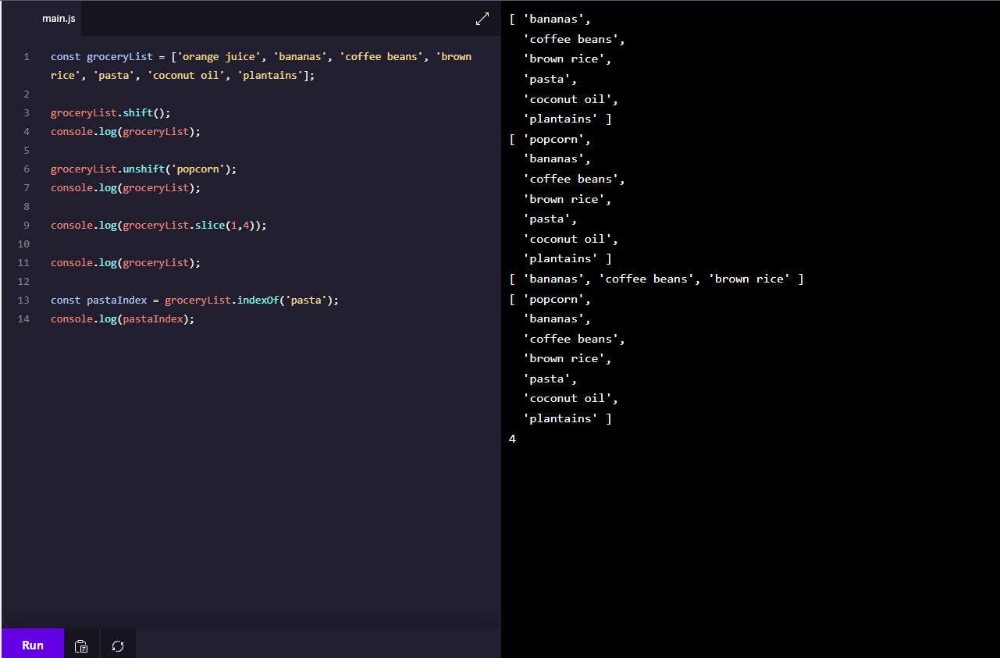 main.js
1 const groceryList = ['orange juice', 'bananas', 'coffee beans', 'brown
rice', 'pasta', 'coconut oil', 'plantains'];
2
3 groceryList.shift();
4 console.log(groceryList);
5
6 groceryList.unshift('popcorn');
7 console.log(groceryList);
8
9 console.log(groceryList.slice(1,4));
10
11 console.log(groceryList);
12
13 const pastaIndex = groceryList.indexOf('pasta');
14 console.log(pastaIndex);
Run
[ 'bananas',
'coffee beans',
'brown rice',
'pasta',
'coconut oil',
'plantains' ]
[ 'popcorn',
'bananas',
'coffee beans',
'brown rice',
'pasta',
'coconut oil',
'plantains' ]
[ 'bananas', 'coffee beans', 'brown rice' ]
[ 'popcorn',
'bananas',
'coffee beans',
'brown rice',
'pasta',
'coconut oil',
'plantains' ]
4